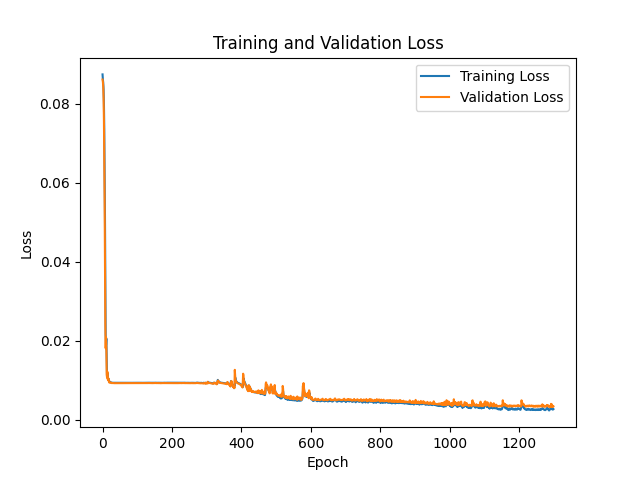 Training and Validation Loss
Training Loss
Validation Loss
Loss
0.08
0.06
0.04
0.02
0.00
0 200 400 600 800 1000 1200
Epoch